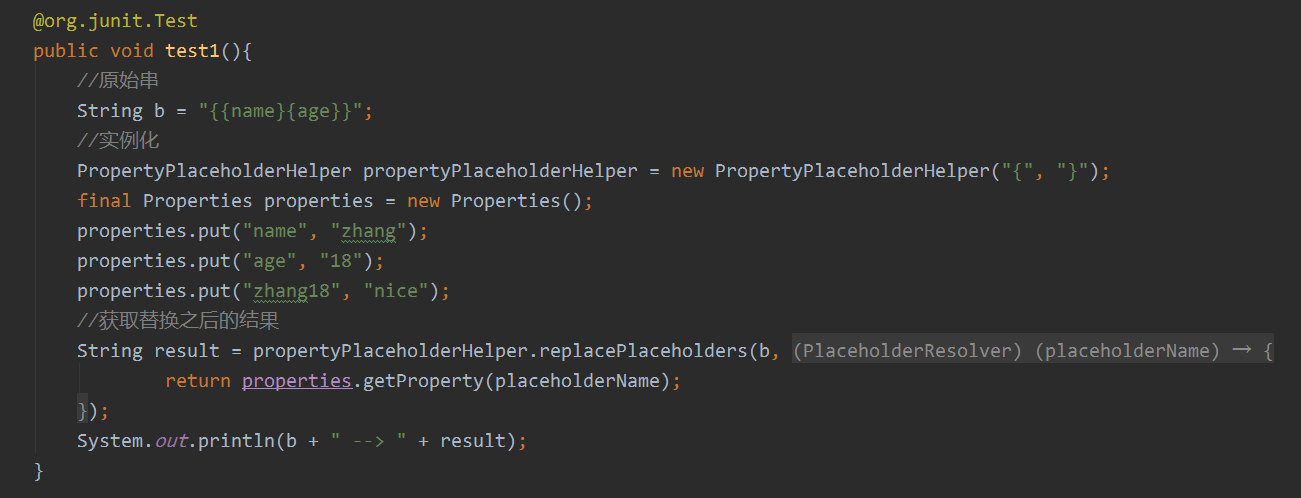 @org.junit.Test
public void test1(){
//原始串
String b = "{{name}{age}}";
//实例化
PropertyPlaceholderHelper propertyPlaceholderHelper = new PropertyPlaceholderHelper("{", "}");
final Properties properties = new Properties();
properties.put("name", "zhang");
properties.put("age", "18");
properties.put("zhang18", "nice");
//获取替换之后的结果
String result = propertyPlaceholderHelper.replacePlaceholders(b, (PlaceholderResolver) (placeholderName) → {
return properties.getProperty(placeholderName);
});
System.out.println(b + " --> " + result);
}